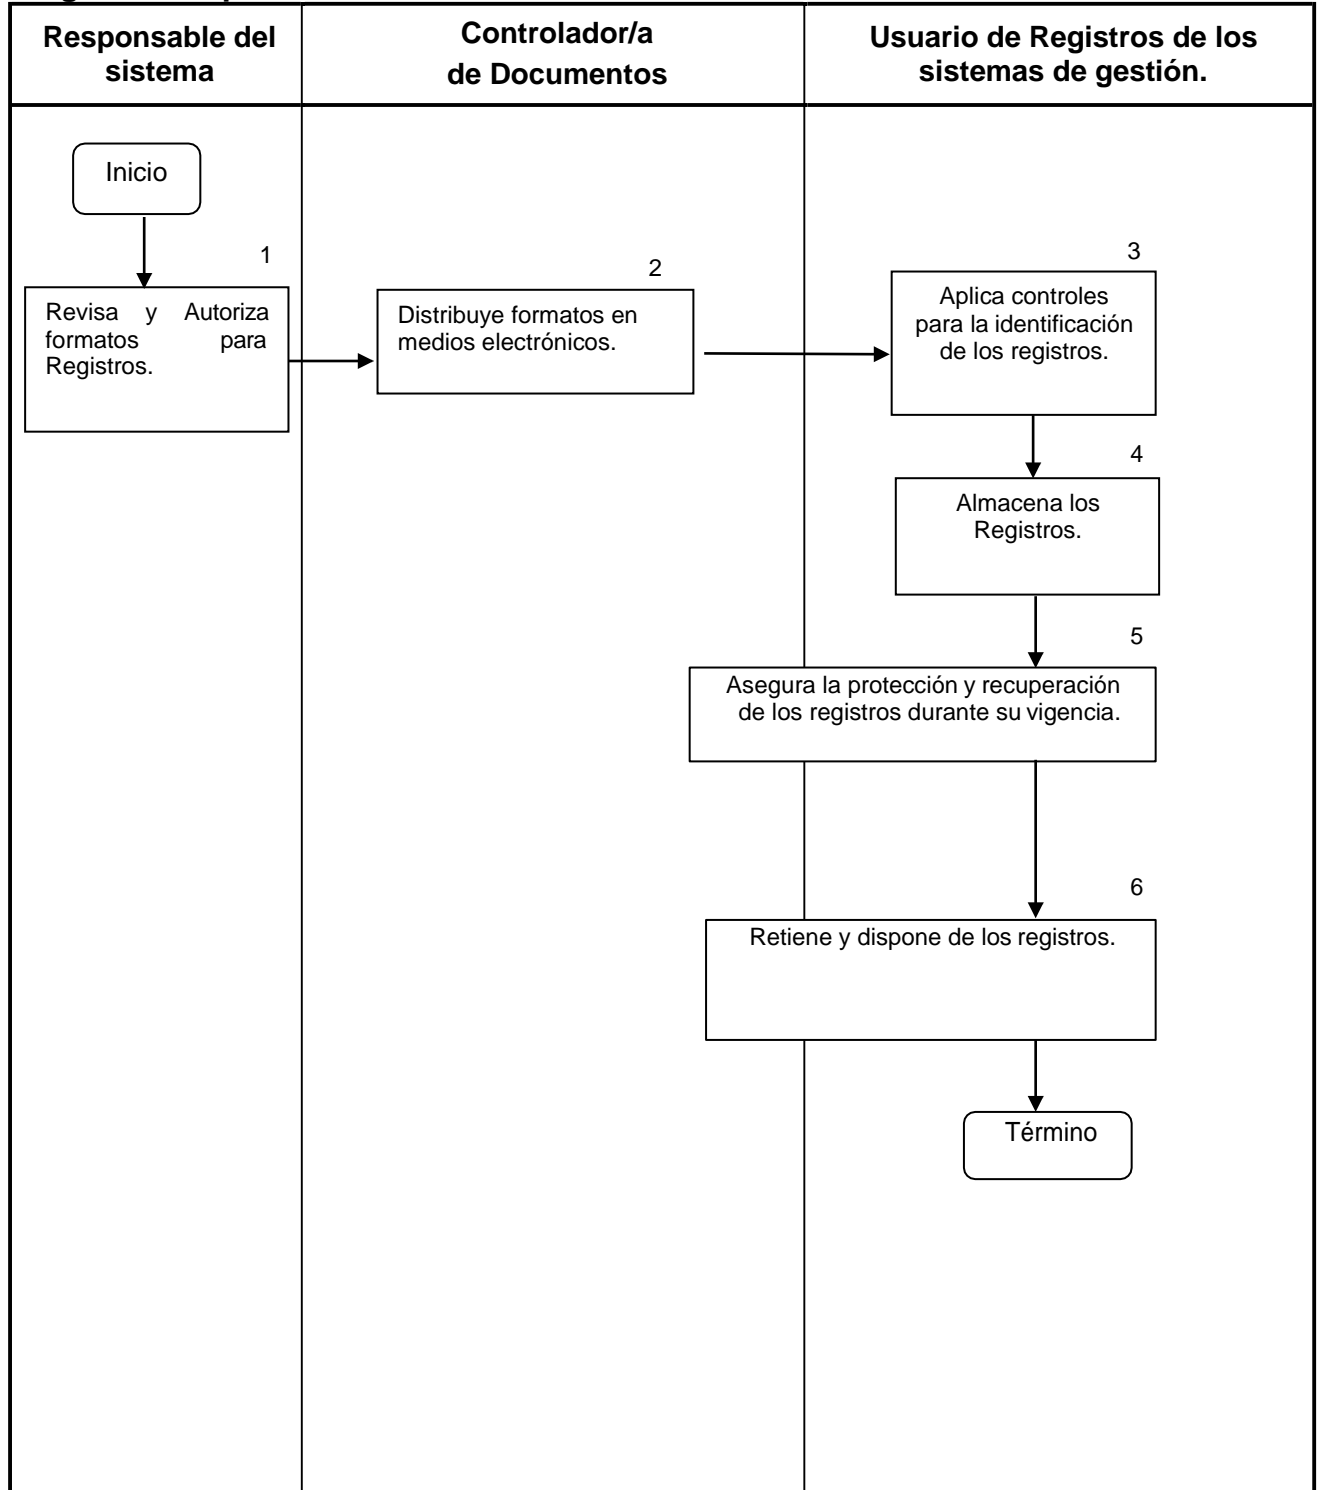 Responsable del
sistema
Controlador/a
de Documentos
Usuario de Registros de los
sistemas de gestión.
Inicio
1
Revisa y Autoriza
formatos para
Registros.
2
Distribuye formatos en
medios electrónicos.
3
Aplica controles
para la identificación
de los registros.
4
Almacena los
Registros.
5
Asegura la protección y recuperación
de los registros durante su vigencia.
6
Retiene y dispone de los registros.
Término